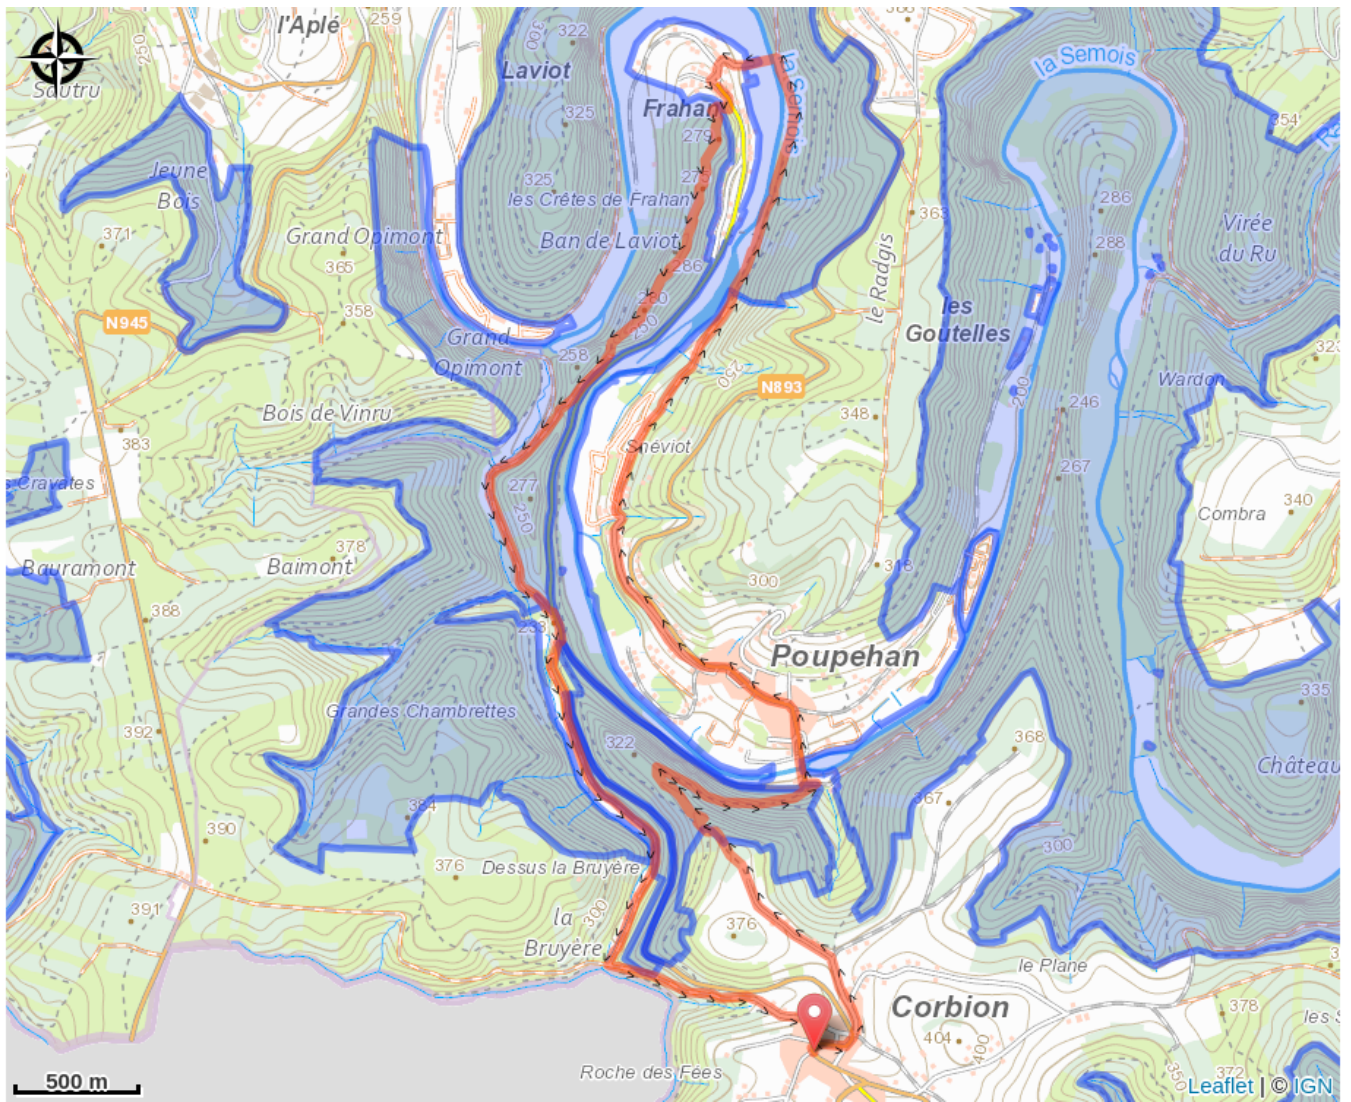 l'Aplé
259
386
322
300
la Semois
250
Sautru
Laviot
325
Frahan
279
la Semois
354
Jeune
Bois
325
les Crêtes de Frahan
286
363
Virée
du Ru
371
Grand Opimont
Ban de Laviot
288
365
286
le Radgis
358
les
Goutelles
N945
Grand
Opimont
258
250
250
N893
Wardon
200
246
Bois de Vinru
348
383
Snéviot
267
s Cravates
277
250
340
Combra
378
Bauramont
Baimont
318
300
388
233
Poupehan
335
Grandes Chambrettes
392
322
368
Château
384
367
390
300
376
Dessus la Bruyère
391
la
Bruyère
300
376
le Plane
Corbion
378
les S
404
400
Roche des Fées
350
372
500 m
Leaflet | © IGN